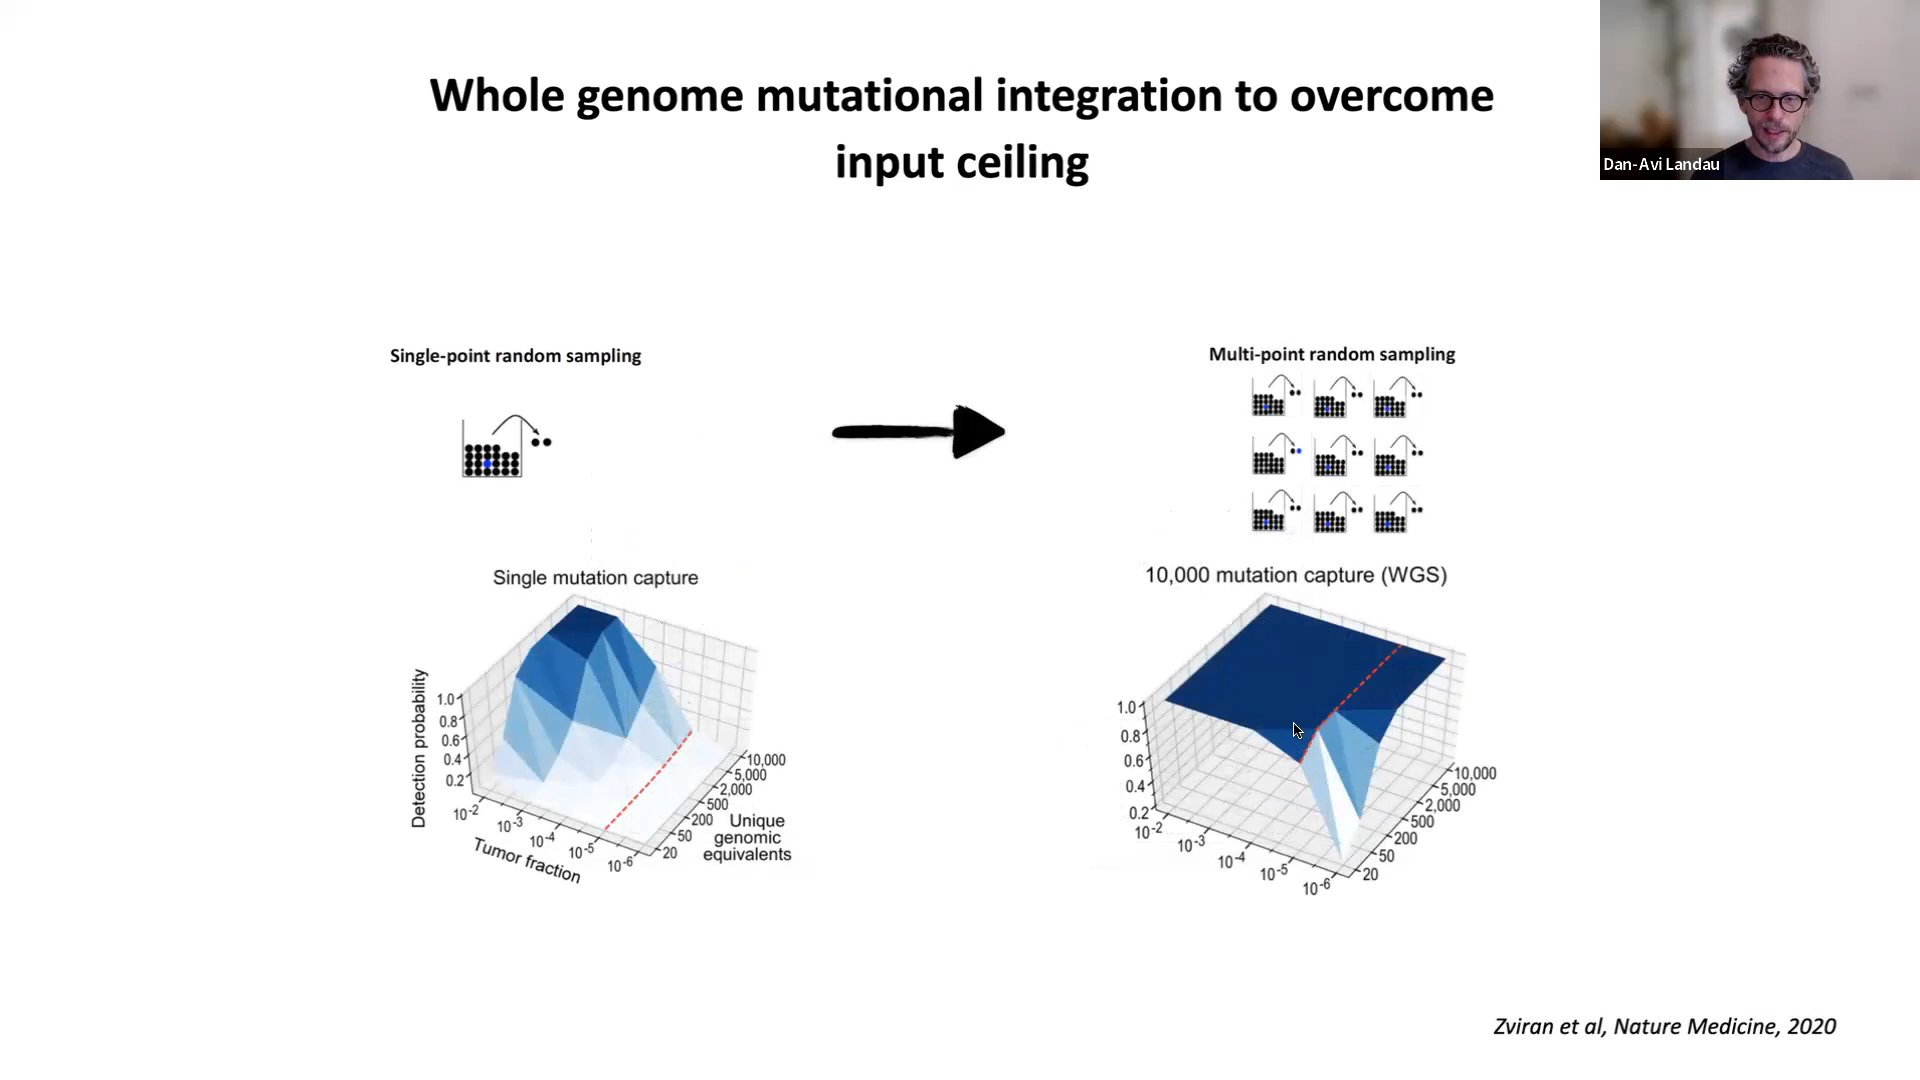 Whole genome mutational integration to overcome
input ceiling
Dan-Avi Landau
Single-point random sampling
Multi-point random sampling
Single mutation capture
Detection probability
1.0
0.8
0.6
0.4
0.2
10-2
10-3
10-4
10-5
10-6
Tumor fraction
10,000
5,000
2,000
500
200
50
20
Unique
genomic
equivalents
10,000 mutation capture (WGS)
1.0
0.8
0.6
0.4
0.2
10-2
10-3
10-4
10-5
10-6
10,000
5,000
2,000
500
200
50
20
Zviran et al, Nature Medicine, 2020